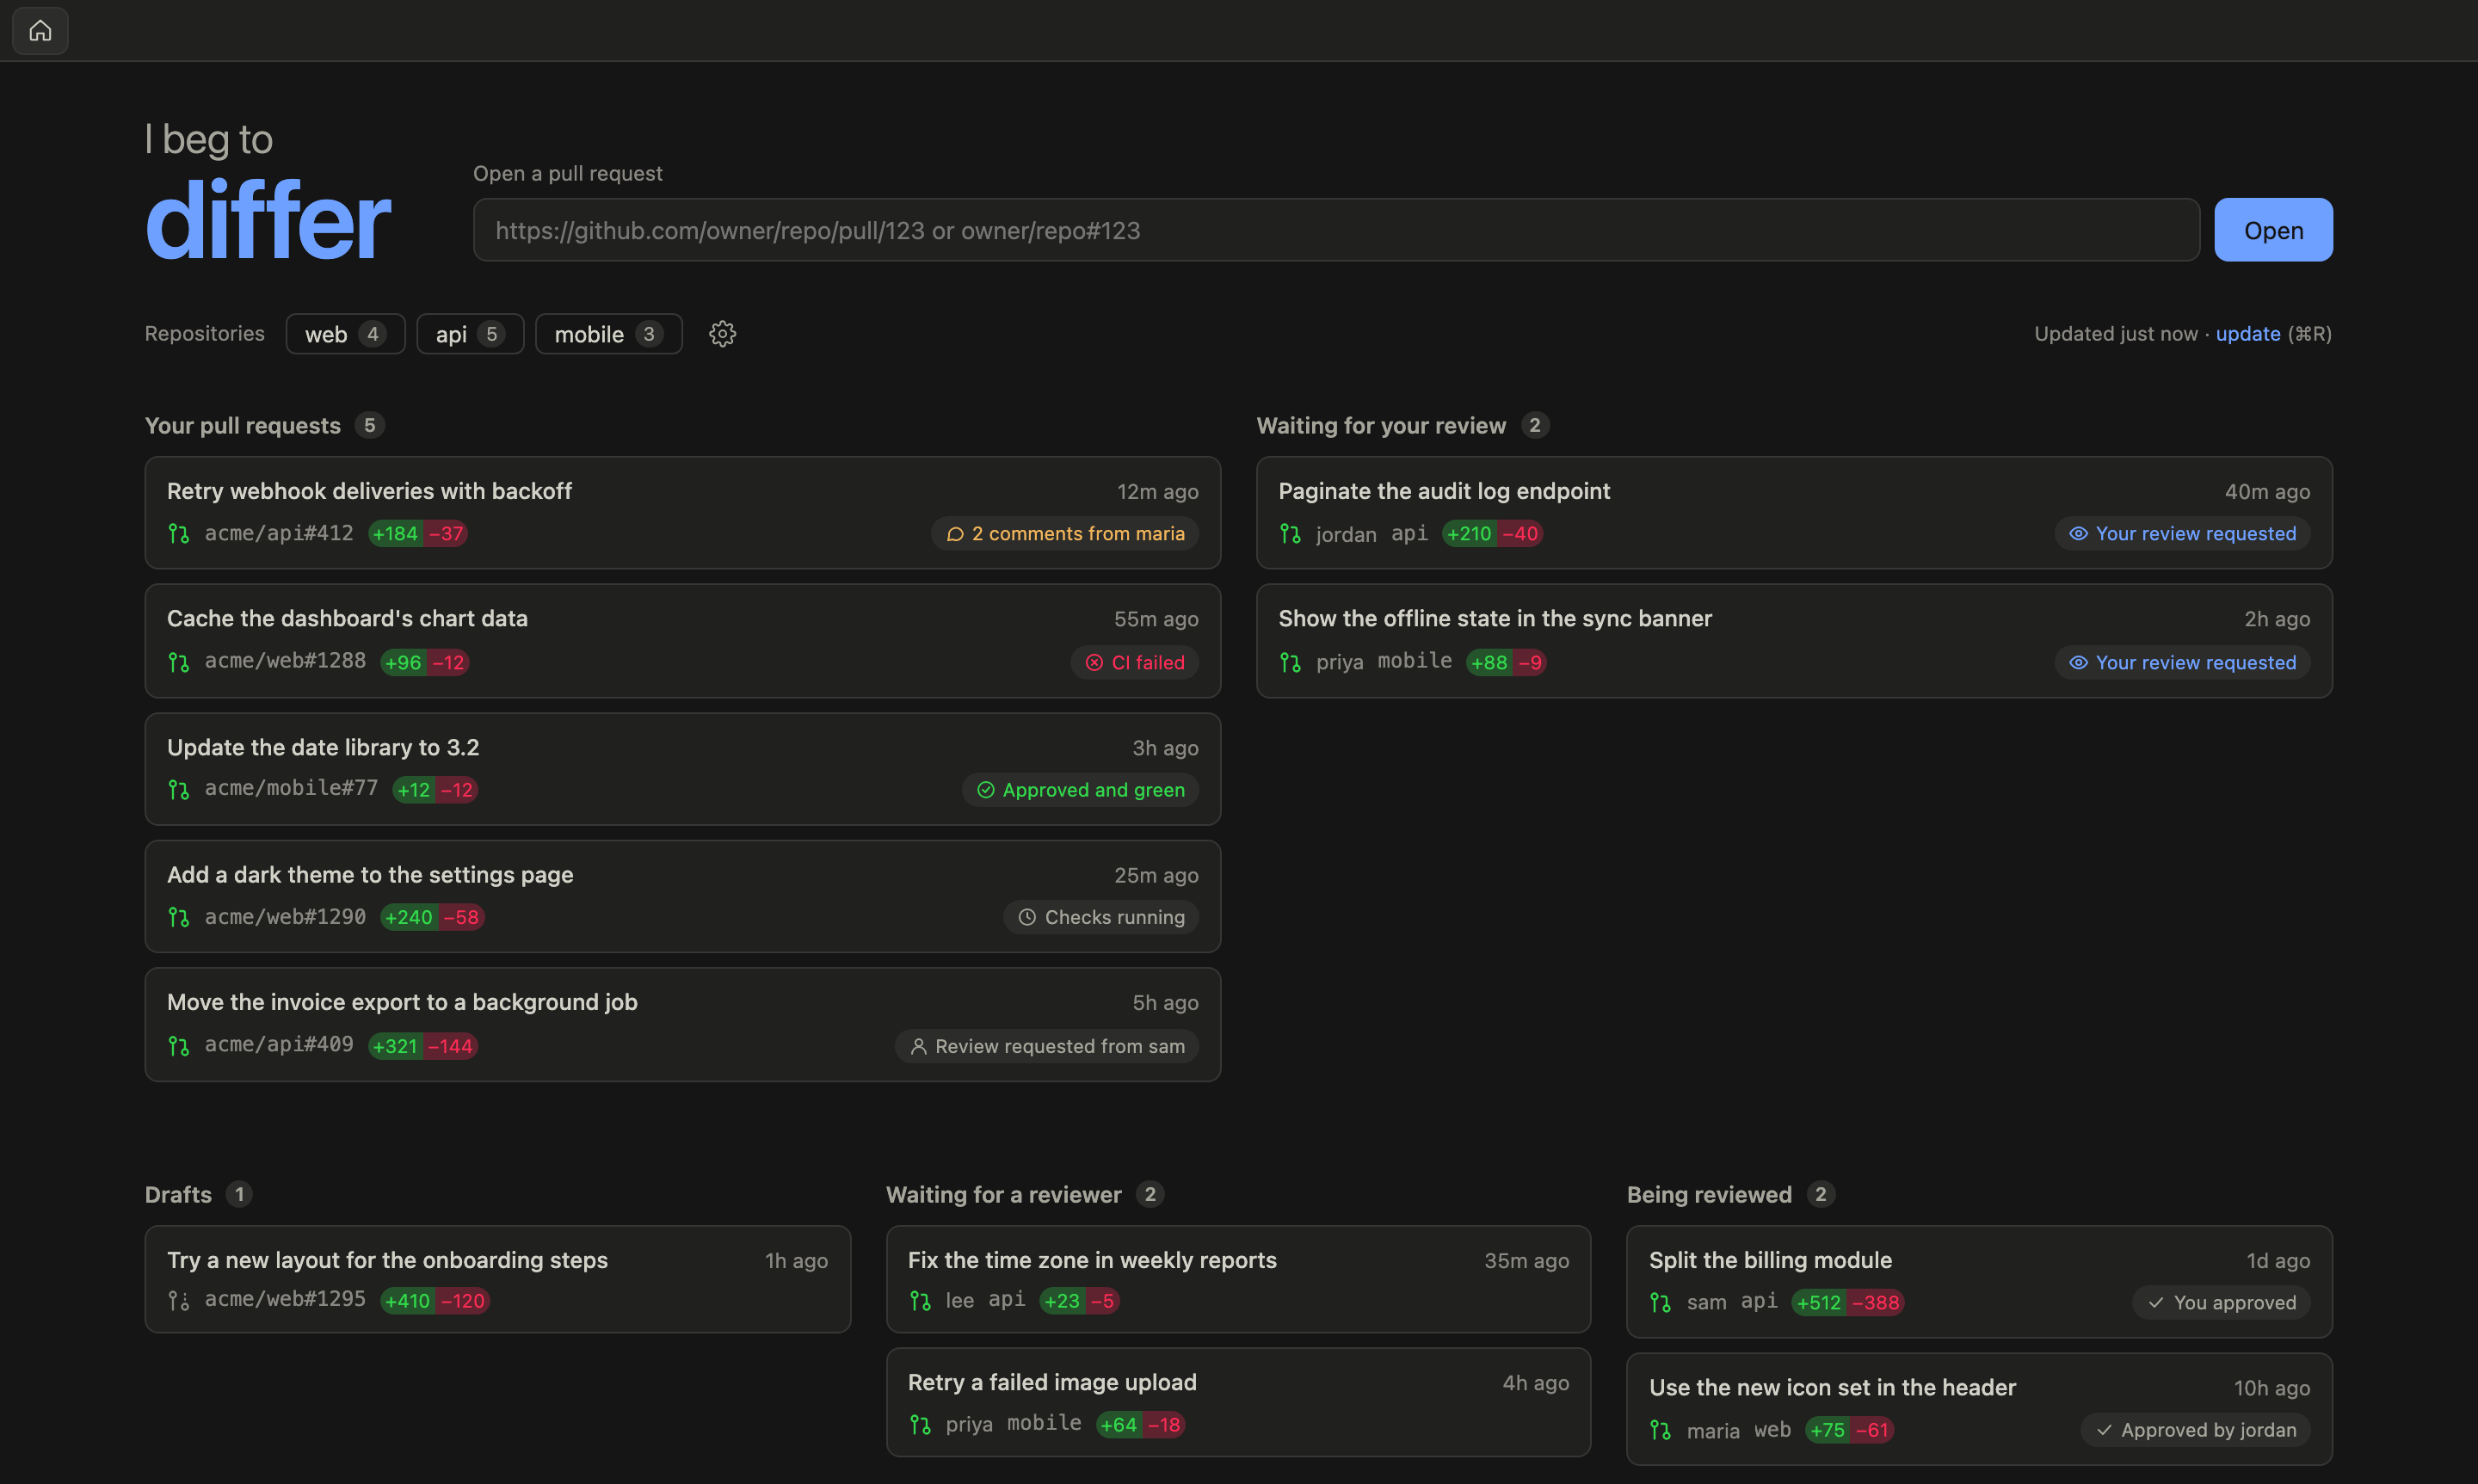 I beg to
differ
Open a pull request
https://github.com/owner/repo/pull/123 or owner/repo#123
Open
Repositories web 4 api 5 mobile 3
Updated just now · update (⌘R)
Your pull requests 5
Retry webhook deliveries with backoff 12m ago
acme/api#412 +184 −37 2 comments from maria
Cache the dashboard's chart data 55m ago
acme/web#1288 +96 −12 CI failed
Update the date library to 3.2 3h ago
acme/mobile#77 +12 −12 Approved and green
Add a dark theme to the settings page 25m ago
acme/web#1290 +240 −58 Checks running
Move the invoice export to a background job 5h ago
acme/api#409 +321 −144 Review requested from sam
Waiting for your review 2
Paginate the audit log endpoint 40m ago
jordan api +210 −40 Your review requested
Show the offline state in the sync banner 2h ago
priya mobile +88 −9 Your review requested
Drafts 1
Try a new layout for the onboarding steps 1h ago
acme/web#1295 +410 −120
Waiting for a reviewer 2
Fix the time zone in weekly reports 35m ago
lee api +23 −5
Retry a failed image upload 4h ago
priya mobile +64 −18
Being reviewed 2
Split the billing module 1d ago
sam api +512 −388 You approved
Use the new icon set in the header 10h ago
maria web +75 −61 Approved by jordan